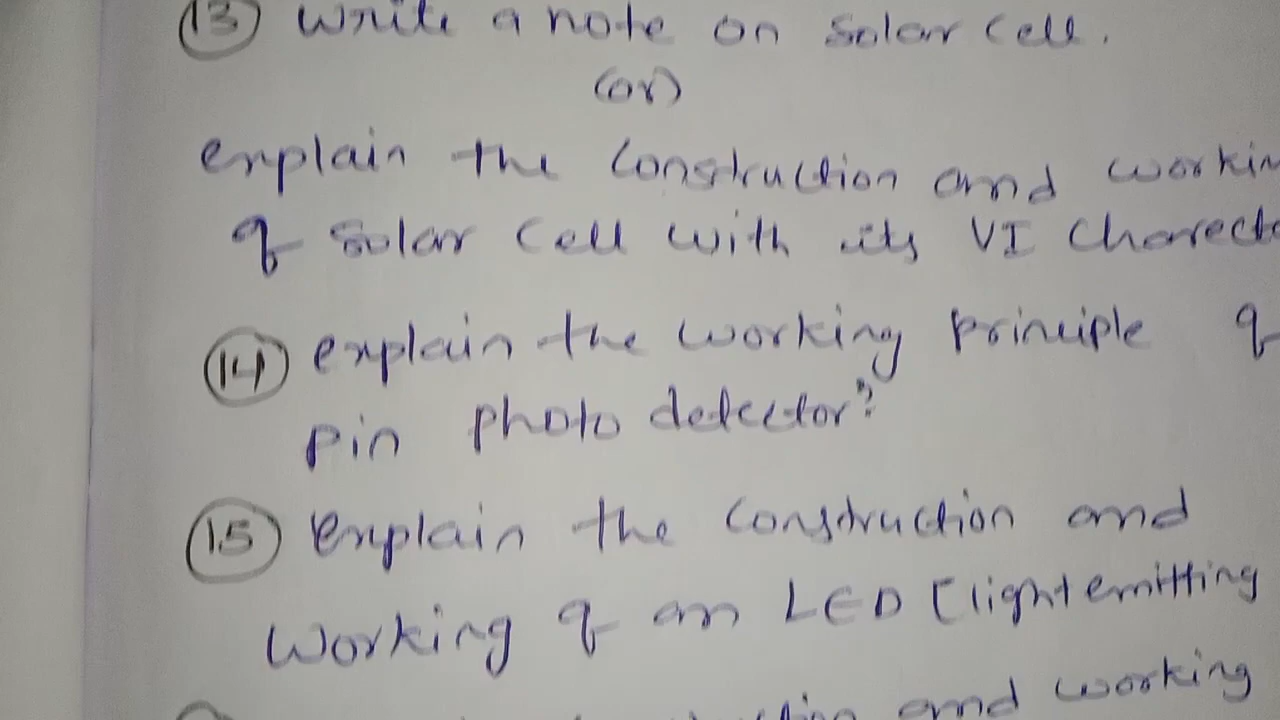 13 Write a note on Solar Cell.
(or)
explain the Construction and workin
of Solar Cell with its VI Charect
14 explain the working principle of
pin photo detector?
15 explain the construction and
Working of an LED [light emitting
and working